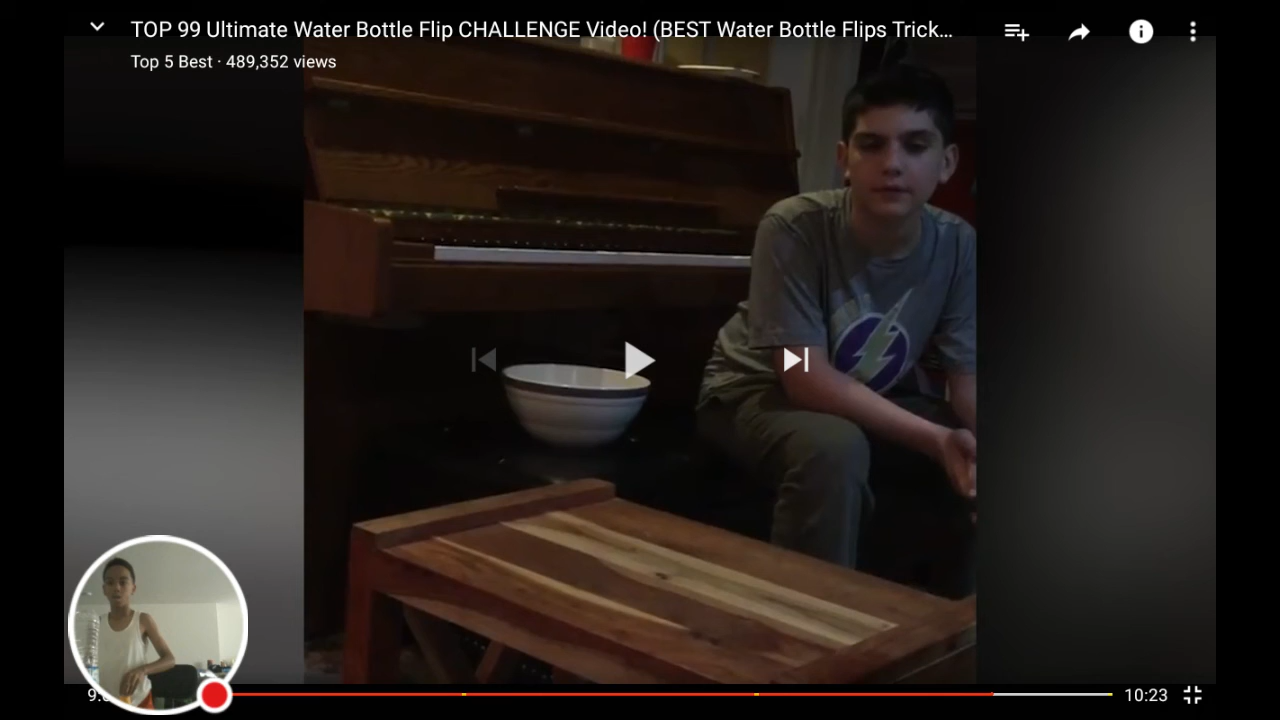 TOP 99 Ultimate Water Bottle Flip CHALLENGE Video! (BEST Water Bottle Flips Trick…
Top 5 Best · 489,352 views
10:23